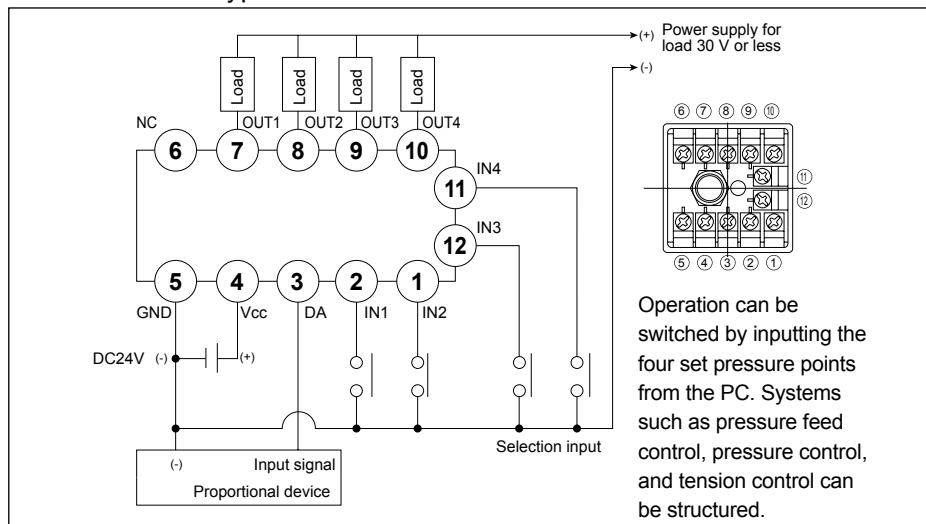 (+) Power supply for
load 30 V or less
(-)
Load Load Load Load
NC OUT1 OUT2 OUT3 OUT4
6 7 8 9 10
IN4
11
IN3
12
5 4 3 2 1
GND Vcc DA IN1 IN2
DC24V (-) (+)
Selection input
(-) Input signal
Proportional device
⑥ ⑦ ⑧ ⑨ ⑩
⑪
⑫
⑤ ④ ③ ② ①
Operation can be
switched by inputting the
four set pressure points
from the PC. Systems
such as pressure feed
control, pressure control,
and tension control can
be structured.